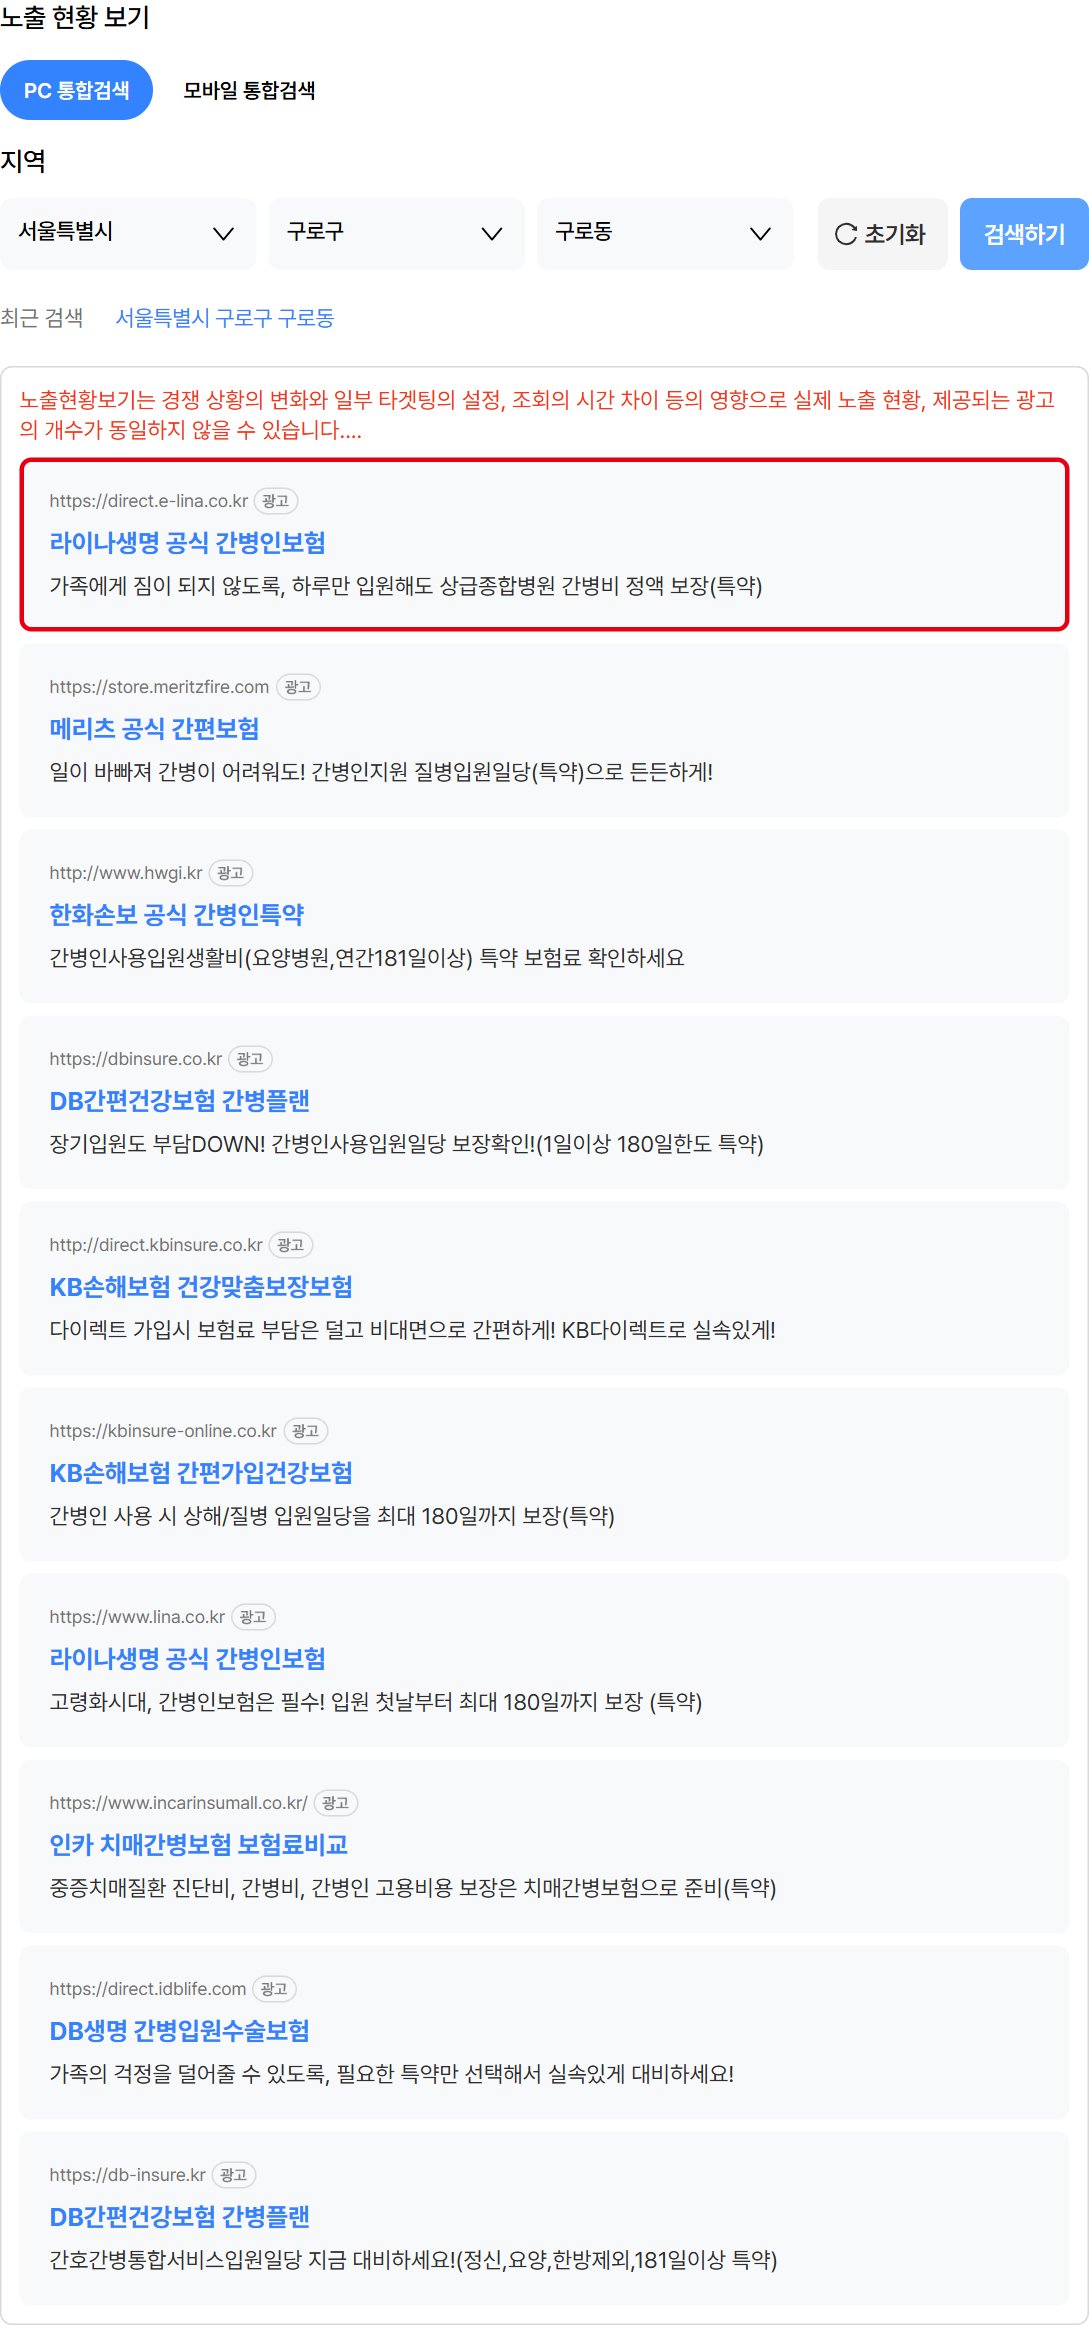 노출 현황 보기
PC 통합검색
모바일 통합검색
지역
서울특별시
구로구
구로동
초기화
검색하기
최근 검색
서울특별시 구로구 구로동
노출현황보기는 경쟁 상황의 변화와 일부 타겟팅의 설정, 조회의 시간 차이 등의 영향으로 실제 노출 현황, 제공되는 광고
의 개수가 동일하지 않을 수 있습니다....
https://direct.e-lina.co.kr 광고
라이나생명 공식 간병인보험
가족에게 짐이 되지 않도록, 하루만 입원해도 상급종합병원 간병비 정액 보장(특약)
https://store.meritzfire.com 광고
메리츠 공식 간편보험
일이 바빠져 간병이 어려워도! 간병인지원 질병입원일당(특약)으로 든든하게!
http://www.hwgi.kr 광고
한화손보 공식 간병인특약
간병인사용입원생활비(요양병원,연간181일이상) 특약 보험료 확인하세요
https://dbinsure.co.kr 광고
DB간편건강보험 간병플랜
장기입원도 부담DOWN! 간병인사용입원일당 보장확인!(1일이상 180일한도 특약)
http://direct.kbinsure.co.kr 광고
KB손해보험 건강맞춤보장보험
다이렉트 가입시 보험료 부담은 덜고 비대면으로 간편하게! KB다이렉트로 실속있게!
https://kbinsure-online.co.kr 광고
KB손해보험 간편가입건강보험
간병인 사용 시 상해/질병 입원일당을 최대 180일까지 보장(특약)
https://www.lina.co.kr 광고
라이나생명 공식 간병인보험
고령화시대, 간병인보험은 필수! 입원 첫날부터 최대 180일까지 보장 (특약)
https://www.incarinsumall.co.kr/ 광고
인카 치매간병보험 보험료비교
중증치매질환 진단비, 간병비, 간병인 고용비용 보장은 치매간병보험으로 준비(특약)
https://direct.idblife.com 광고
DB생명 간병입원수술보험
가족의 걱정을 덜어줄 수 있도록, 필요한 특약만 선택해서 실속있게 대비하세요!
https://db-insure.kr 광고
DB간편건강보험 간병플랜
간호간병통합서비스입원일당 지금 대비하세요!(정신,요양,한방제외,181일이상 특약)